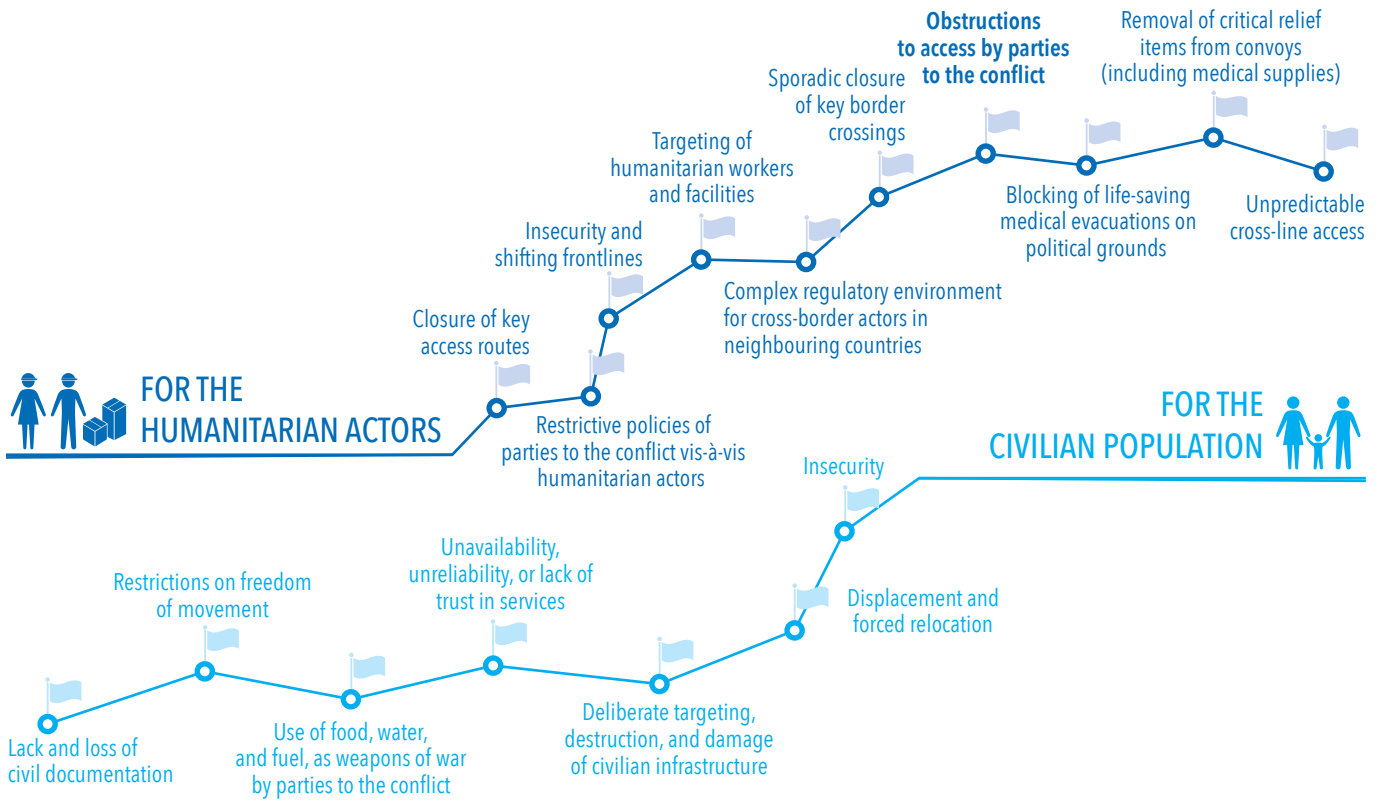 Obstructions
to access by parties
to the conflict
Removal of critical relief
items from convoys
(including medical supplies)
Sporadic closure
of key border
crossings
Targeting of
humanitarian workers
and facilities
Blocking of life-saving
medical evacuations on
political grounds
Unpredictable
cross-line access
Insecurity and
shifting frontlines
Complex regulatory environment
for cross-border actors in
neighbouring countries
Closure of key
access routes
FOR THE
HUMANITARIAN ACTORS
Restrictive policies of
parties to the conflict vis-à-vis
humanitarian actors
FOR THE
CIVILIAN POPULATION
Insecurity
Unavailability,
unreliability, or lack of
trust in services
Restrictions on freedom
of movement
Displacement and
forced relocation
Lack and loss of
civil documentation
Use of food, water,
and fuel, as weapons of war
by parties to the conflict
Deliberate targeting,
destruction, and damage
of civilian infrastructure